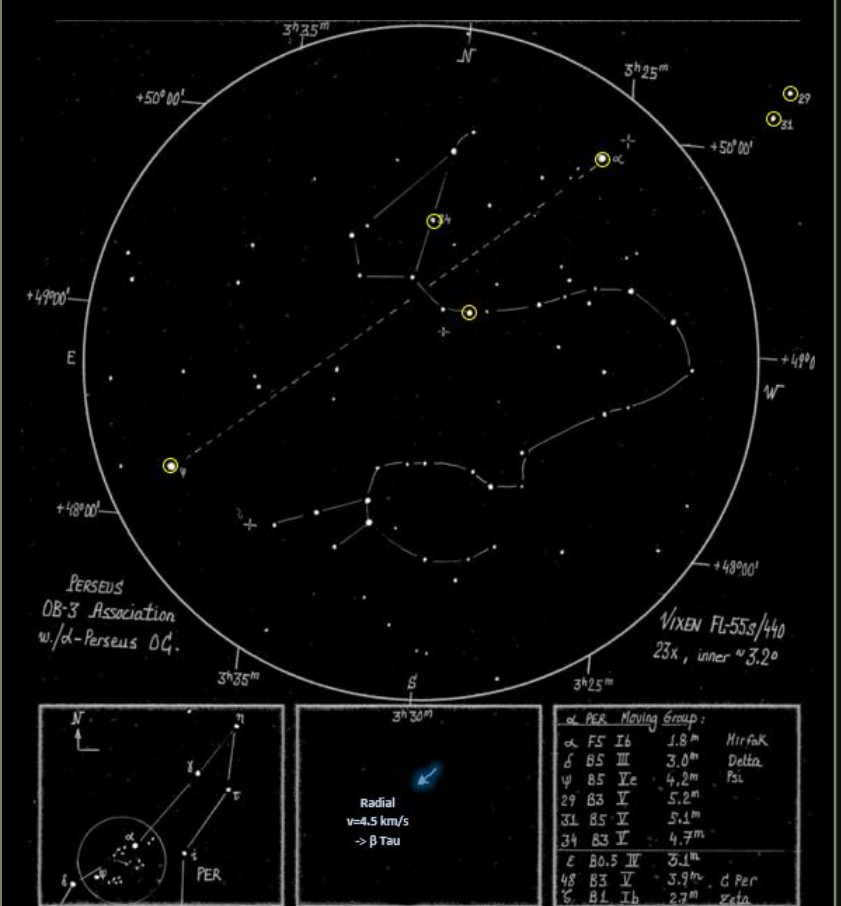 3h35m
N
3h25m
+50°00'
29
31
+50°00'
α
34
+49°00'
E
+49°0
W
ψ
+48°00'
+48°00'
PERSEUS
OB-3 Association
w./α-Perseus OC.
VIXEN FL-55s/440
23x, inner ~3.2°
3h35m
S
3h25m
3h30m
N
η
γ
τ
α
ι
δ
ψ
PER
Radial
v=4.5 km/s
-> β Tau
α PER Moving Group:
α F5 Ib 1.8m Mirfak
δ B5 III 3.0m Delta
ψ B5 Ve 4.2m Psi
29 B3 V 5.2m
31 B5 V 5.1m
34 B3 V 4.7m
ε B0.5 IV 3.1m
48 B3 V 3.9m c Per
ζ B1 Ib 2.7m Zeta